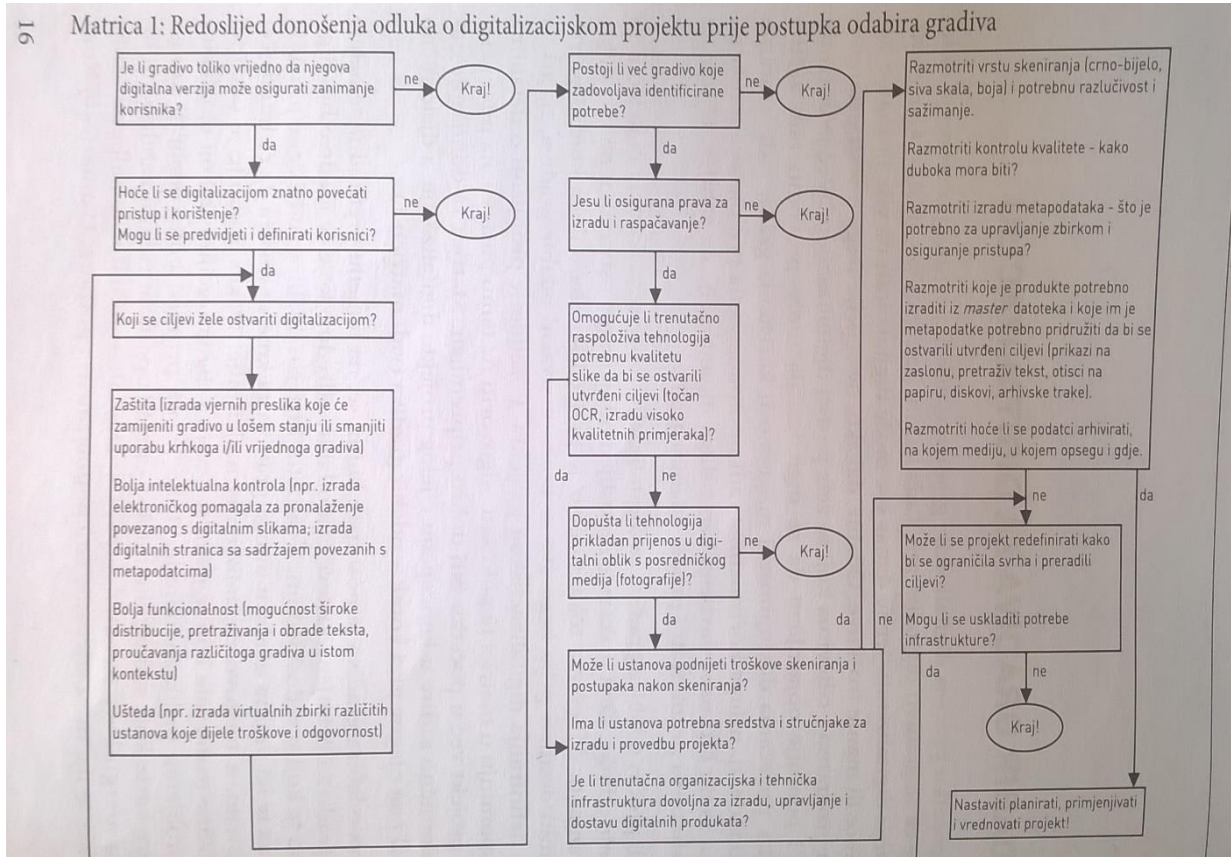 16
Matrica 1: Redoslijed donošenja odluka o digitalizacijskom projektu prije postupka odabira gradiva
Je li gradivo toliko vrijedno da njegova
digitalna verzija može osigurati zanimanje
korisnika?
ne
Kraj!
da
Hoće li se digitalizacijom znatno povećati
pristup i korištenje?
Mogu li se predvidjeti i definirati korisnici?
ne
Kraj!
da
Koji se ciljevi žele ostvariti digitalizacijom?
Zaštita (izrada vjernih preslika koje će
zamijeniti gradivo u lošem stanju ili smanjiti
uporabu krhkoga i/ili vrijednoga gradiva)
Bolja intelektualna kontrola (npr. izrada
elektroničkog pomagala za pronalaženje
povezanog s digitalnim slikama; izrada
digitalnih stranica sa sadržajem povezanih s
metapodatcima)
Bolja funkcionalnost (mogućnost široke
distribucije, pretraživanja i obrade teksta,
proučavanja različitoga gradiva u istom
kontekstu)
Ušteda (npr. izrada virtualnih zbirki različitih
ustanova koje dijele troškove i odgovornost)
Postoji li već gradivo koje
zadovoljava identificirane
potrebe?
ne
Kraj!
da
Jesu li osigurana prava za
izradu i raspačavanje?
ne
Kraj!
da
Omogućuje li trenutačno
raspoloživa tehnologija
potrebnu kvalitetu
slike da bi se ostvarili
utvrđeni ciljevi (točan
OCR, izradu visoko
kvalitetnih primjeraka)?
da
ne
Dopušta li tehnologija
prikladan prijenos u digi-
talni oblik s posredničkog
medija (fotografije)?
ne
Kraj!
da
da
ne
Može li ustanova podnijeti troškove skeniranja i
postupaka nakon skeniranja?
Ima li ustanova potrebna sredstva i stručnjake za
izradu i provedbu projekta?
Je li trenutačna organizacijska i tehnička
infrastruktura dovoljna za izradu, upravljanje i
dostavu digitalnih produkata?
Razmotriti vrstu skeniranja (crno-bijelo,
siva skala, boja) i potrebnu razlučivost i
sažimanje.
Razmotriti kontrolu kvalitete - kako
duboka mora biti?
Razmotriti izradu metapodataka - što je
potrebno za upravljanje zbirkom i
osiguranje pristupa?
Razmotriti koje je produkte potrebno
izraditi iz master datoteka i koje im je
metapodatke potrebno pridružiti da bi se
ostvarili utvrđeni ciljevi (prikazi na
zaslonu, pretraživ tekst, otisci na
papiru, diskovi, arhivske trake).
Razmotriti hoće li se podatci arhivirati,
na kojem mediju, u kojem opsegu i gdje.
ne
da
Može li se projekt redefinirati kako
bi se ograničila svrha i preradili
ciljevi?
Mogu li se uskladiti potrebe
infrastrukture?
da
ne
Kraj!
Nastaviti planirati, primjenjivati
i vrednovati projekt!